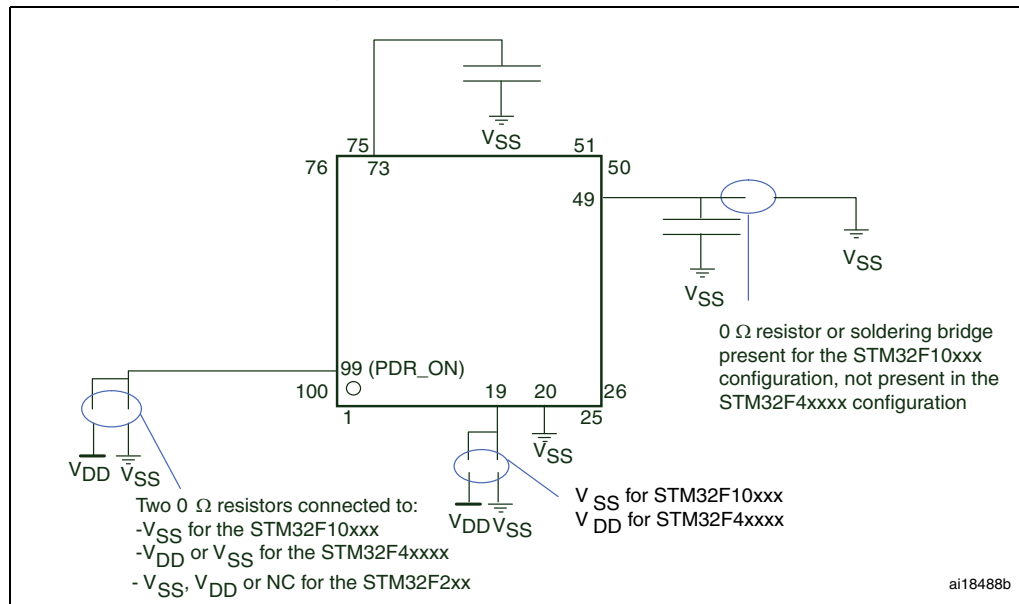 VSS
75
51
76
73
50
49
VSS
VSS
0 Ω resistor or soldering bridge
present for the STM32F10xxx
configuration, not present in the
STM32F4xxxx configuration
99 (PDR_ON)
100
19
20
26
1
25
VSS
VDD VSS
VDD VSS
Two 0 Ω resistors connected to:
-VSS for the STM32F10xxx
-VDD or VSS for the STM32F4xxxx
- VSS, VDD or NC for the STM32F2xx
VSS for STM32F10xxx
VDD for STM32F4xxxx
ai18488b